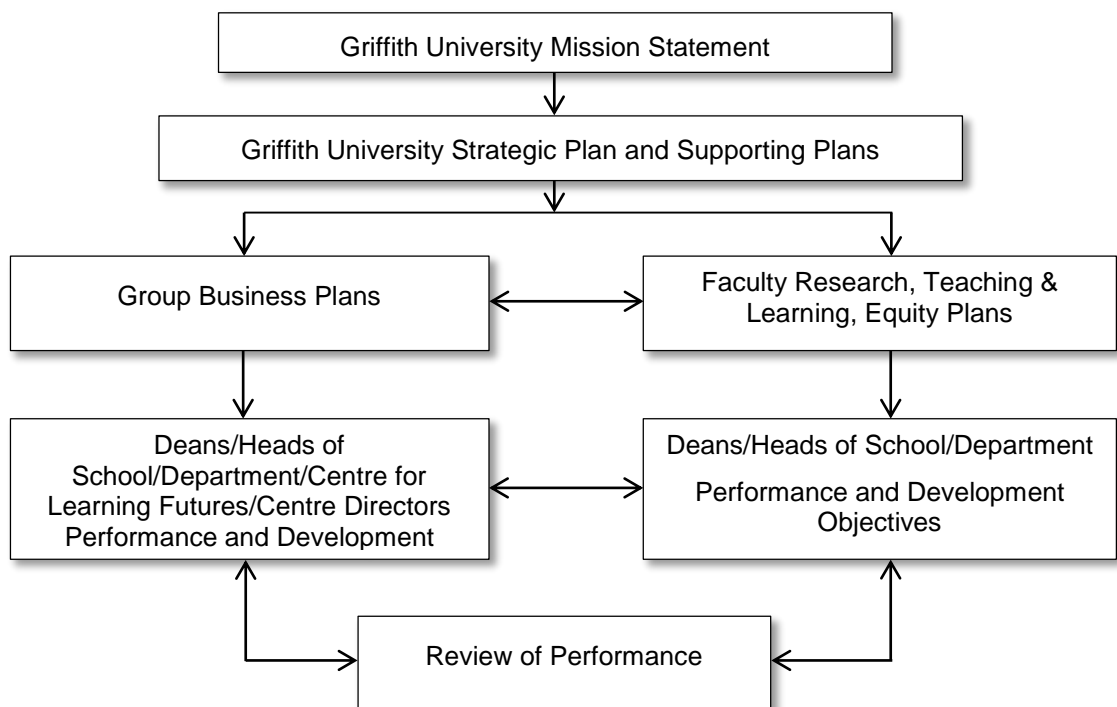 Griffith University Mission Statement
Griffith University Strategic Plan and Supporting Plans
Group Business Plans
Faculty Research, Teaching &
Learning, Equity Plans
Deans/Heads of
School/Department/Centre for
Learning Futures/Centre Directors
Performance and Development
Deans/Heads of School/Department
Performance and Development
Objectives
Review of Performance